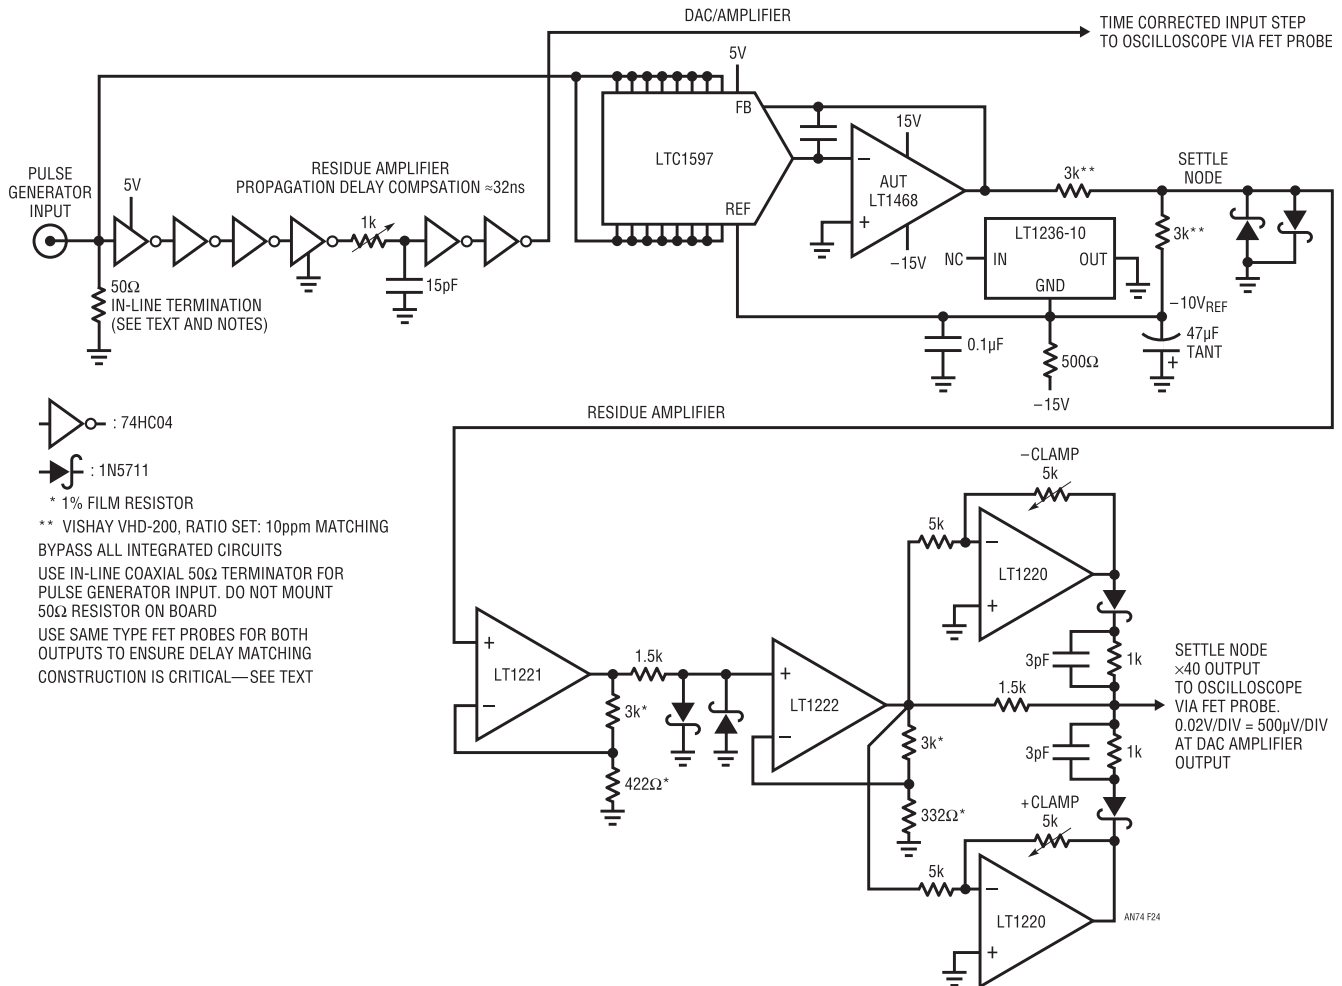 DAC/AMPLIFIER
TIME CORRECTED INPUT STEP
TO OSCILLOSCOPE VIA FET PROBE
5V
FB
LTC1597
REF
15V
AUT
LT1468
−
+
−15V
PULSE
GENERATOR
INPUT
5V
RESIDUE AMPLIFIER
PROPAGATION DELAY COMPSATION ≈32ns
1k
15pF
50Ω
IN-LINE TERMINATION
(SEE TEXT AND NOTES)
3k**
SETTLE
NODE
3k**
LT1236-10
NC
IN
OUT
GND
−10VREF
0.1µF
500Ω
−15V
47µF
TANT
+
: 74HC04
: 1N5711
* 1% FILM RESISTOR
** VISHAY VHD-200, RATIO SET: 10ppm MATCHING
BYPASS ALL INTEGRATED CIRCUITS
USE IN-LINE COAXIAL 50Ω TERMINATOR FOR
PULSE GENERATOR INPUT. DO NOT MOUNT
50Ω RESISTOR ON BOARD
USE SAME TYPE FET PROBES FOR BOTH
OUTPUTS TO ENSURE DELAY MATCHING
CONSTRUCTION IS CRITICAL—SEE TEXT
RESIDUE AMPLIFIER
+
LT1221
−
1.5k
3k*
422Ω*
+
LT1222
−
3k*
332Ω*
−CLAMP
5k
5k
−
LT1220
+
3pF
1k
1.5k
SETTLE NODE
×40 OUTPUT
TO OSCILLOSCOPE
VIA FET PROBE.
0.02V/DIV = 500µV/DIV
AT DAC AMPLIFIER
OUTPUT
3pF
1k
+CLAMP
5k
5k
−
LT1220
+
AN74 F24